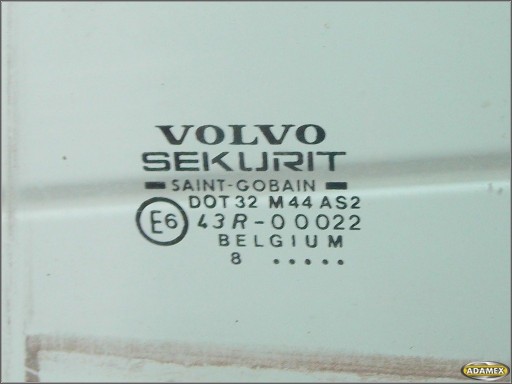 VOLVO
SEKURIT
SAINT-GOBAIN
DOT 32 M44 AS2
E6 43R-00022
BELGIUM
8 .....
ADAMEX